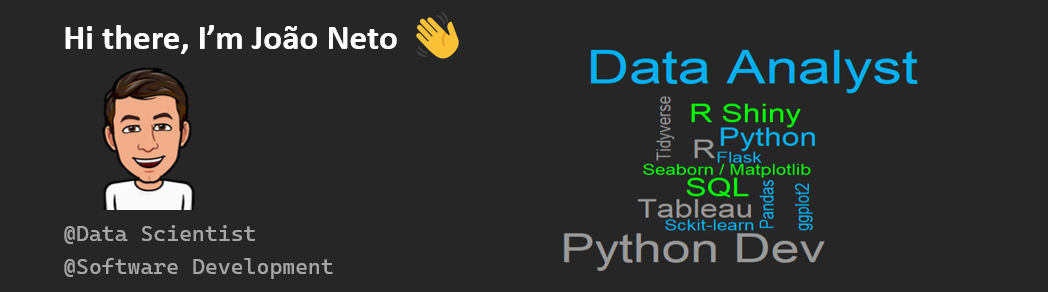 Hi there, I’m João Neto
@Data Scientist
@Software Development
Data Analyst
Tidyverse
R Shiny
Python
R
Flask
Seaborn / Matplotlib
SQL
Tableau
Pandas
ggplot2
Sckit-learn
Python Dev